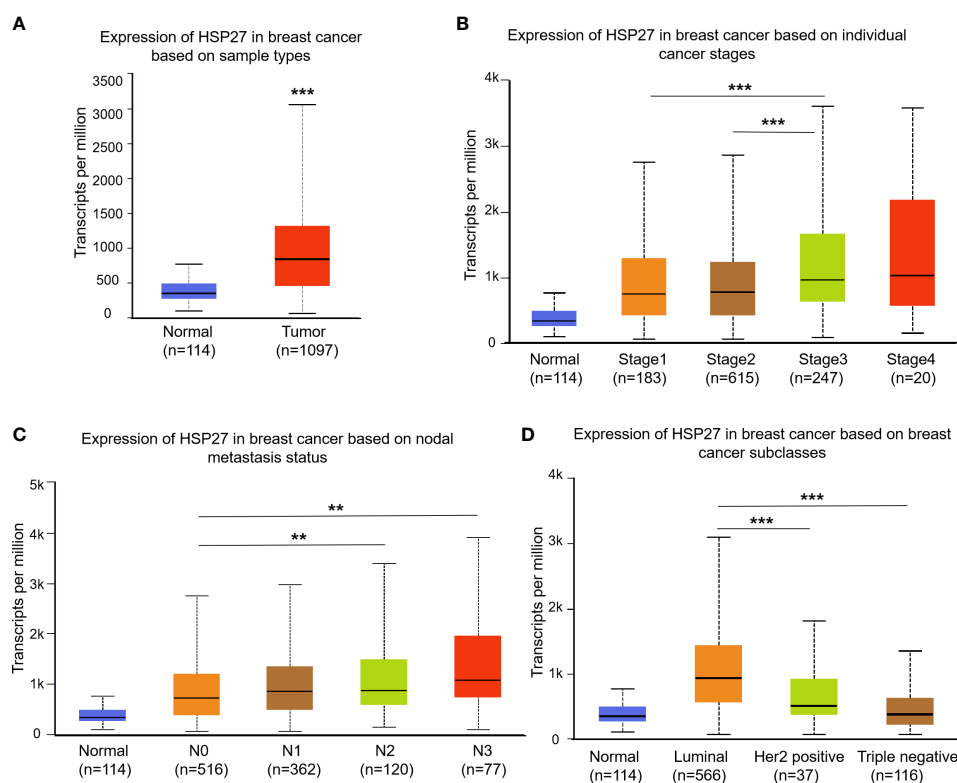 A
Expression of HSP27 in breast cancer
based on sample types
Transcripts per million
3500
3000
2500
2000
1500
1000
500
0
***
Normal
(n=114)
Tumor
(n=1097)
B
Expression of HSP27 in breast cancer based on individual
cancer stages
Transcripts per million
4k
3k
2k
1k
0
***
***
Normal
(n=114)
Stage1
(n=183)
Stage2
(n=615)
Stage3
(n=247)
Stage4
(n=20)
C
Expression of HSP27 in breast cancer based on nodal
metastasis status
Transcripts per million
5k
4k
3k
2k
1k
0
**
**
Normal
(n=114)
N0
(n=516)
N1
(n=362)
N2
(n=120)
N3
(n=77)
D
Expression of HSP27 in breast cancer based on breast
cancer subclasses
Transcripts per million
4k
3k
2k
1k
0
***
***
Normal
(n=114)
Luminal
(n=566)
Her2 positive
(n=37)
Triple negative
(n=116)